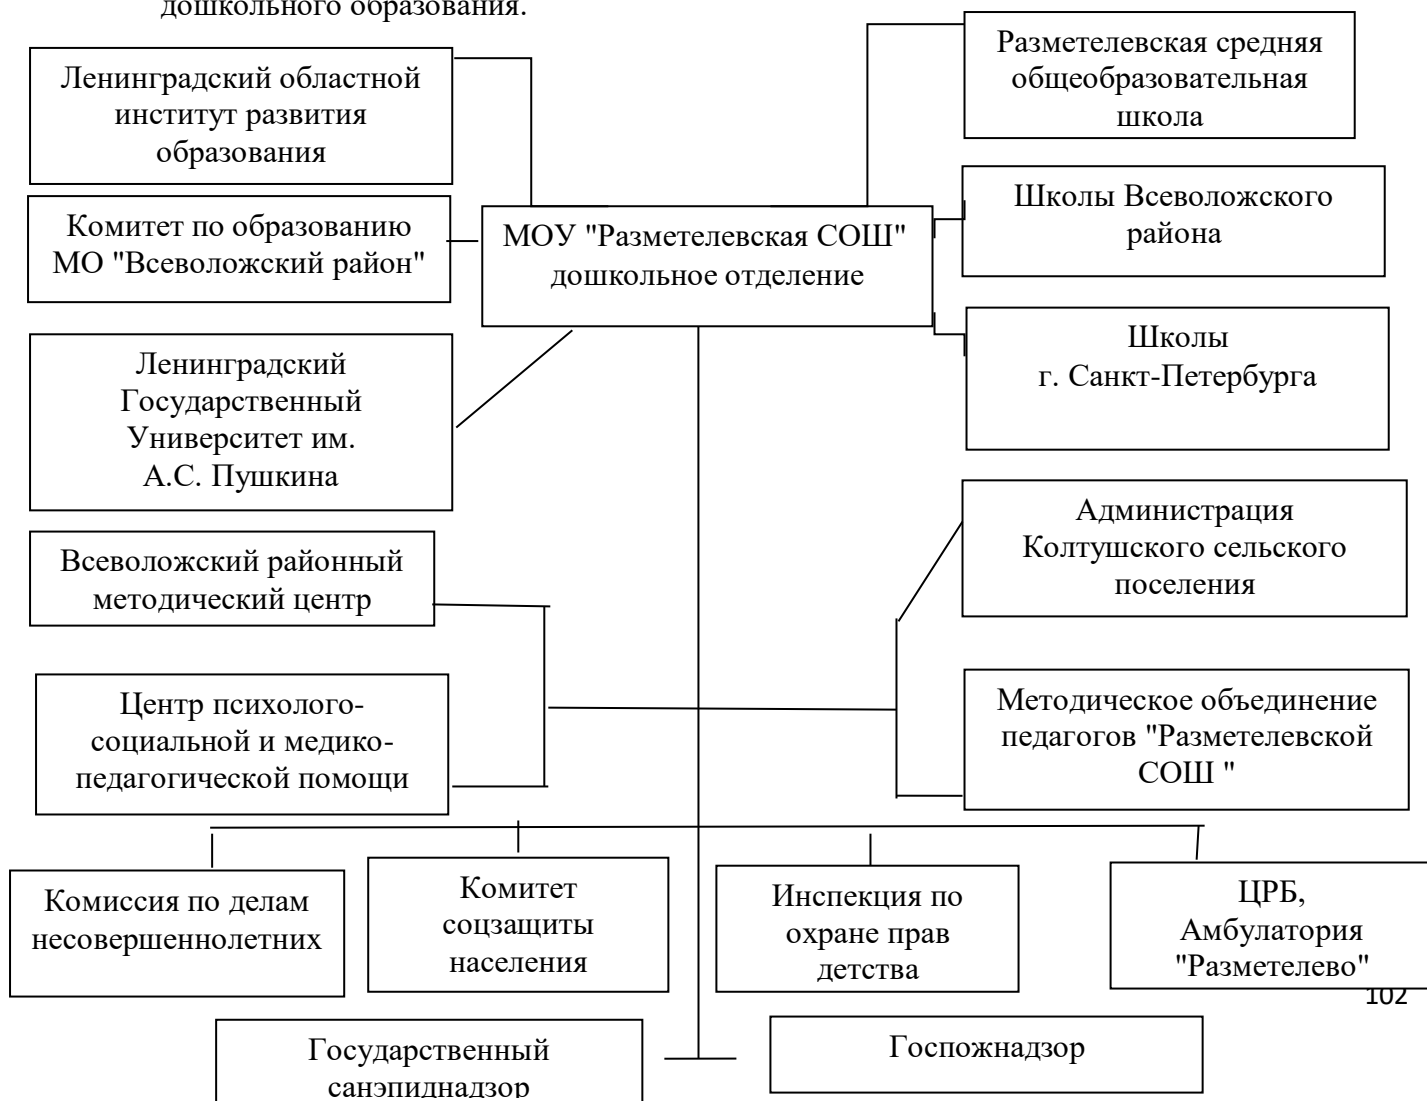 дошкольного образования.
Разметелевская средняя
общеобразовательная
школа
Ленинградский областной
институт развития
образования
Школы Всеволожского
района
Комитет по образованию
МО "Всеволожский район"
МОУ "Разметелевская СОШ"
дошкольное отделение
Школы
г. Санкт-Петербурга
Ленинградский
Государственный
Университет им.
А.С. Пушкина
Администрация
Колтушского сельского
поселения
Всеволожский районный
методический центр
Методическое объединение
педагогов "Разметелевской
СОШ "
Центр психолого-
социальной и медико-
педагогической помощи
Комиссия по делам
несовершеннолетних
Комитет
соцзащиты
населения
Инспекция по
охране прав
детства
ЦРБ,
Амбулатория
"Разметелево"
102
Государственный
санэпиднадзор
Госпожнадзор